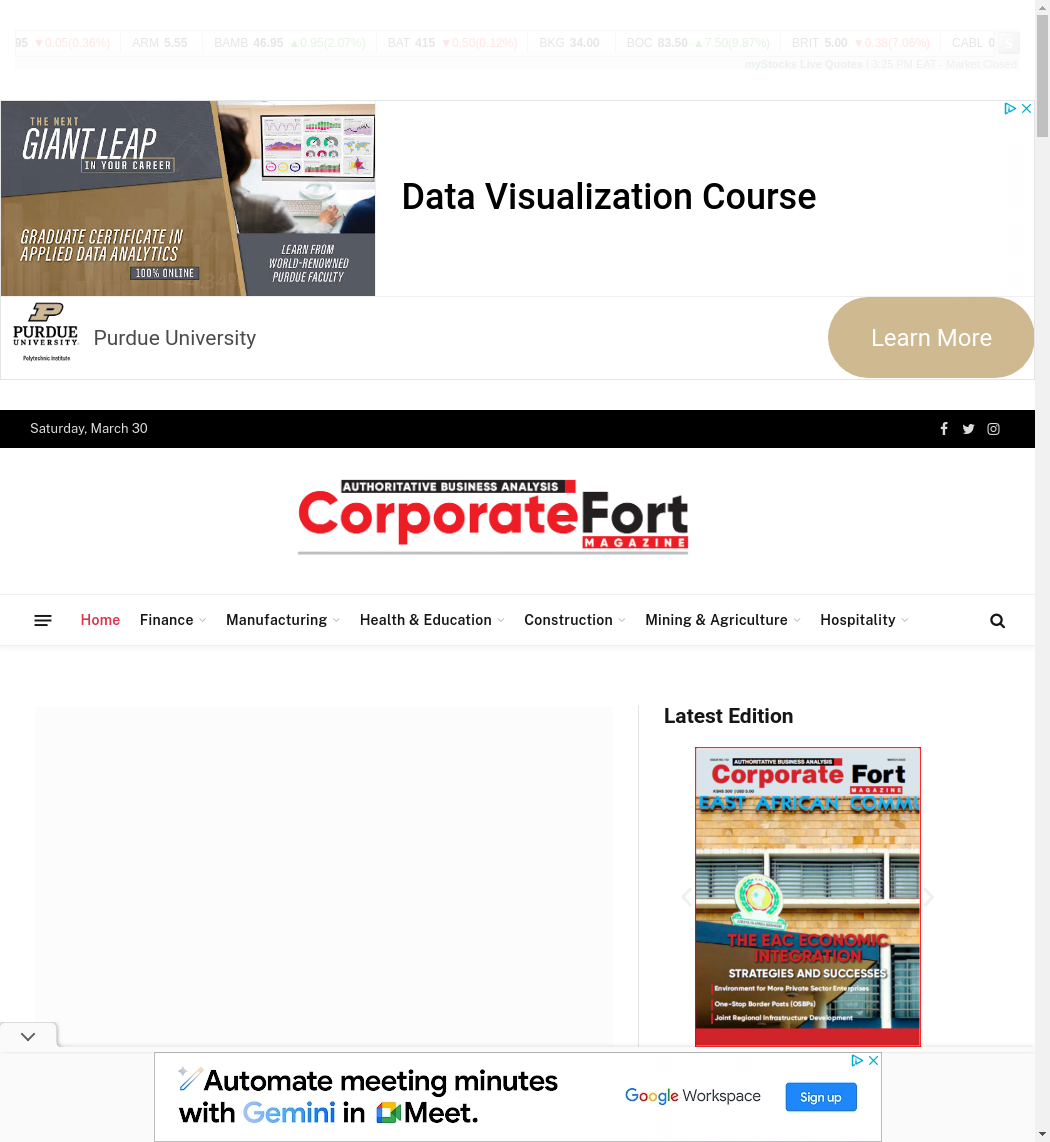 95 ▼0.05(0.36%) ARM 5.55 BAMB 46.95 ▲0.95(2.07%) BAT 415 ▼0.50(0.12%) BKG 34.00 BOC 83.50 ▲7.50(9.87%) BRIT 5.00 ▼0.38(7.06%) CABL 0
myStocks Live Quotes | 3:25 PM EAT - Market Closed
THE NEXT
GIANT LEAP
IN YOUR CAREER
GRADUATE CERTIFICATE IN
APPLIED DATA ANALYTICS
100% ONLINE
LEARN FROM
WORLD-RENOWNED
PURDUE FACULTY
Data Visualization Course
PURDUE
UNIVERSITY
Polytechnic Institute
Purdue University
Learn More
Saturday, March 30
AUTHORITATIVE BUSINESS ANALYSIS
CorporateFort
MAGAZINE
Home Finance Manufacturing Health & Education Construction Mining & Agriculture Hospitality
Latest Edition
AUTHORITATIVE BUSINESS ANALYSIS
Corporate Fort
MAGAZINE
EAST AFRICAN COMMU
THE EAC ECONOMIC
INTEGRATION
STRATEGIES AND SUCCESSES
Environment for More Private Sector Enterprises
One-Stop Border Posts (OSBPs)
Joint Regional Infrastructure Development
Automate meeting minutes
with Gemini in Meet.
Google Workspace
Sign up